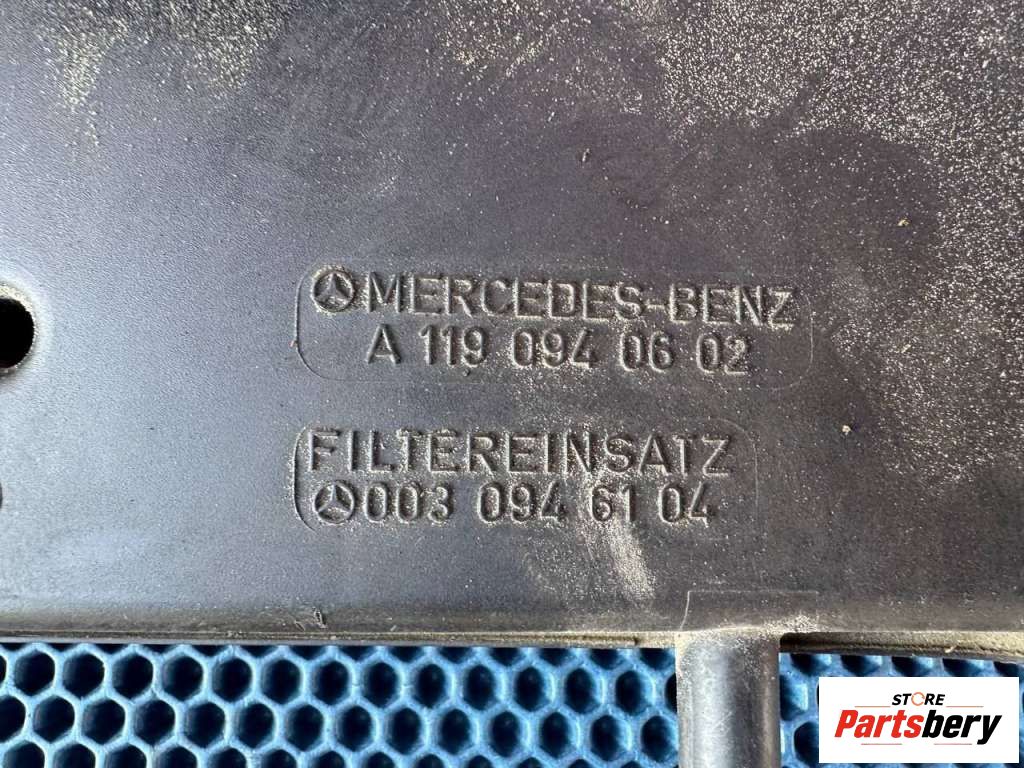 MERCEDES-BENZ
A 119 094 06 02
FILTEREINSATZ
003 094 61 04
STORE
Partsbery